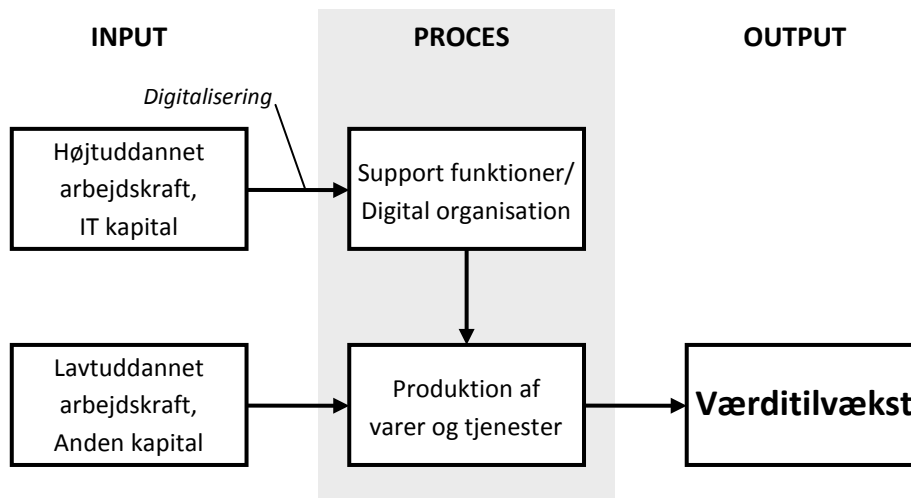 INPUT
PROCES
OUTPUT
Digitalisering
Højtuddannet
arbejdskraft,
IT kapital
Support funktioner/
Digital organisation
Lavtuddannet
arbejdskraft,
Anden kapital
Produktion af
varer og tjenester
Værditilvækst